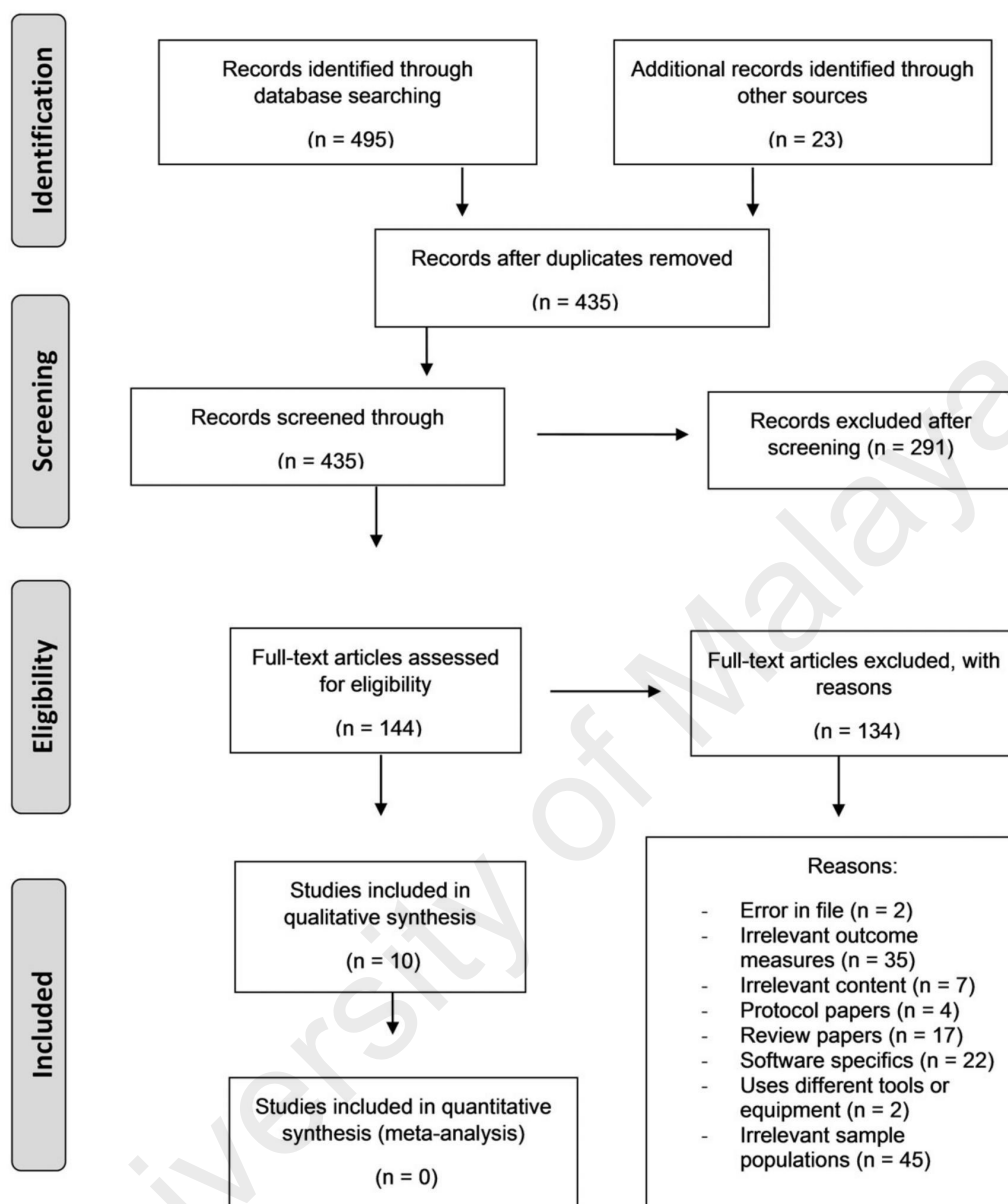 Identification
Records identified through
database searching
(n = 495)
Additional records identified through
other sources
(n = 23)
Records after duplicates removed
(n = 435)
Screening
Records screened through
(n = 435)
Records excluded after
screening (n = 291)
Eligibility
Full-text articles assessed
for eligibility
(n = 144)
Full-text articles excluded, with
reasons
(n = 134)
Included
Studies included in
qualitative synthesis
(n = 10)
Studies included in quantitative
synthesis (meta-analysis)
(n = 0)
Reasons:
- Error in file (n = 2)
- Irrelevant outcome
measures (n = 35)
- Irrelevant content (n = 7)
- Protocol papers (n = 4)
- Review papers (n = 17)
- Software specifics (n = 22)
- Uses different tools or
equipment (n = 2)
- Irrelevant sample
populations (n = 45)
iversity of Malaya